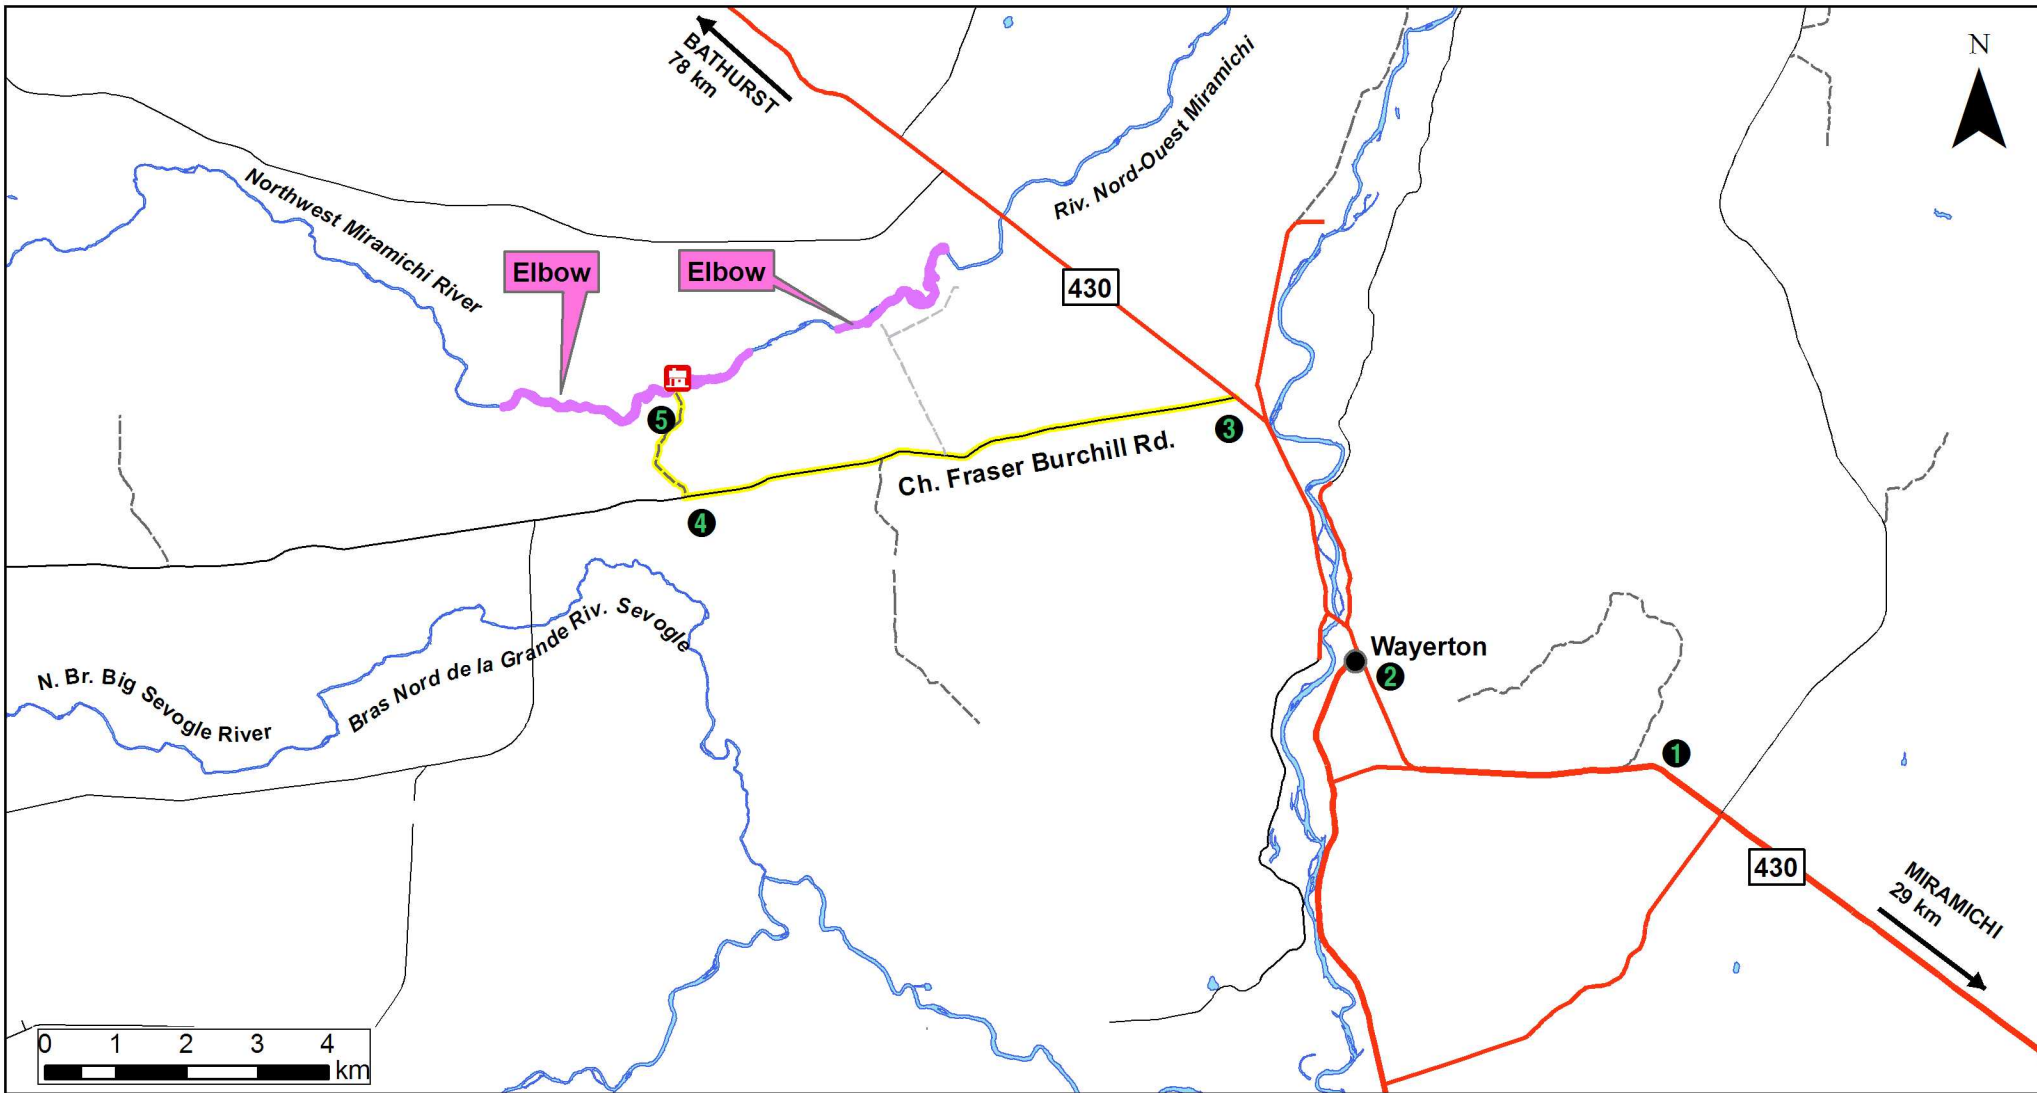 BATHURST
78 km
Riv. Nord-Ouest Miramichi
N
Northwest Miramichi River
Elbow
Elbow
430
5
3
Ch. Fraser Burchill Rd.
4
Wayerton
2
N. Br. Big Sevogle River
Bras Nord de la Grande Riv. Sevogle
1
430
MIRAMICHI
29 km
0 1 2 3 4
km